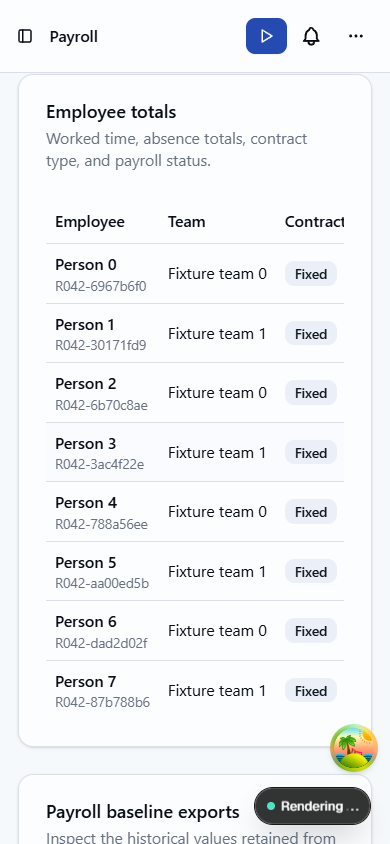 Payroll
Employee totals
Worked time, absence totals, contract
type, and payroll status.
Employee Team Contract
Person 0
R042-6967b6f0
Fixture team 0 Fixed
Person 1
R042-30171fd9
Fixture team 1 Fixed
Person 2
R042-6b70c8ae
Fixture team 0 Fixed
Person 3
R042-3ac4f22e
Fixture team 1 Fixed
Person 4
R042-788a56ee
Fixture team 0 Fixed
Person 5
R042-aa00ed5b
Fixture team 1 Fixed
Person 6
R042-dad2d02f
Fixture team 0 Fixed
Person 7
R042-87b788b6
Fixture team 1 Fixed
Payroll baseline exports
Rendering ...
Inspect the historical values retained from